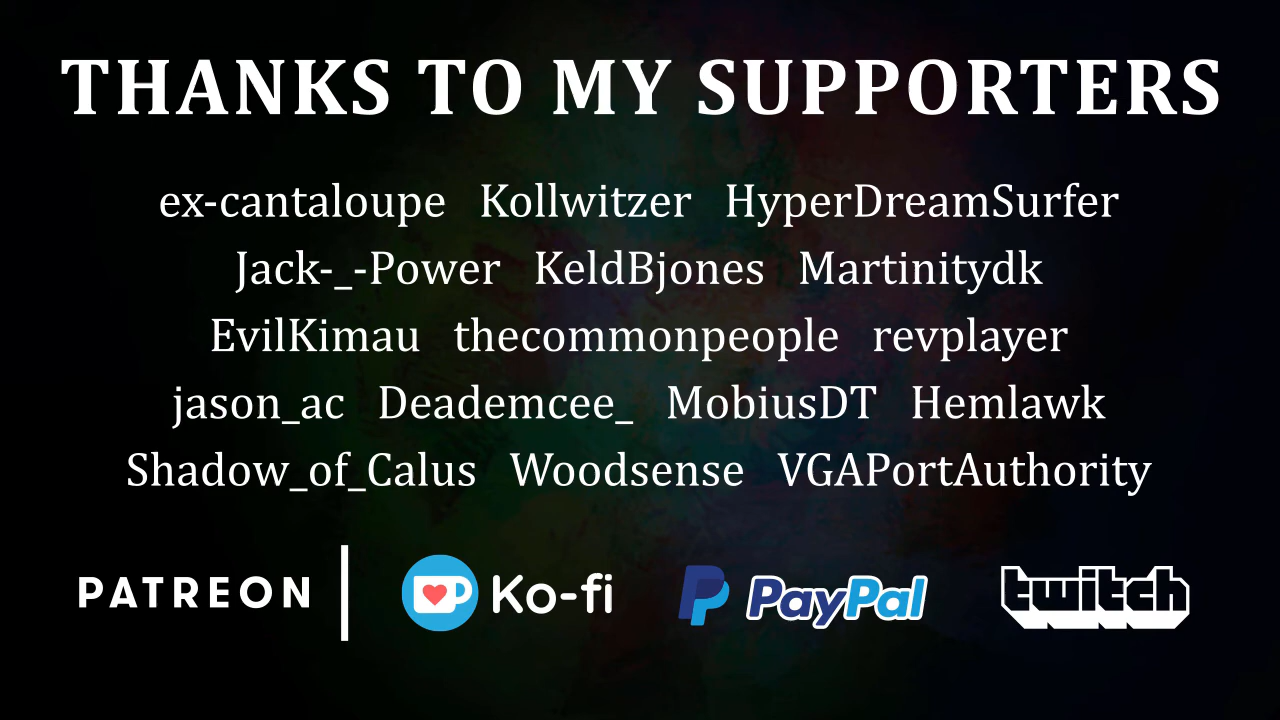 THANKS TO MY SUPPORTERS
ex-cantaloupe Kollwitzer HyperDreamSurfer
Jack-_-Power KeldBjones Martinitydk
EvilKimau thecommonpeople revplayer
jason_ac Deademcee_ MobiusDT Hemlawk
Shadow_of_Calus Woodsense VGAPortAuthority
PATREON Ko-fi PayPal twitch